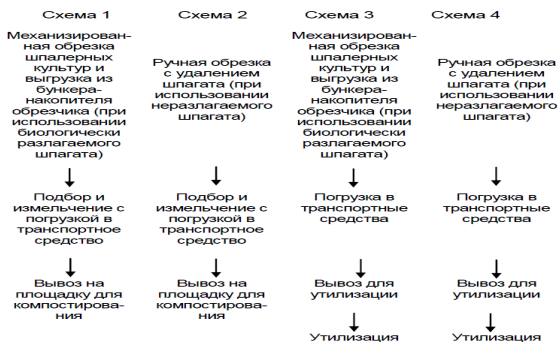 Схема 1
Механизирован-
ная обрезка
шпалерных
культур и
выгрузка из
бункера-
накопителя
обрезчика (при
использовании
биологически
разлагаемого
шпагата)
Подбор и
измельчение с
погрузкой в
транспортное
средство
Вывоз на
площадку для
компостирова-
ния
Схема 2
Ручная обрезка
с удалением
шпагата (при
использовании
неразлагаемого
шпагата)
Подбор и
измельчение с
погрузкой в
транспортное
средство
Вывоз на
площадку для
компостирова-
ния
Схема 3
Механизирован-
ная обрезка
шпалерных
культур и
выгрузка из
бункера-
накопителя
обрезчика (при
использовании
биологически
разлагаемого
шпагата)
Погрузка в
транспортные
средства
Вывоз для
утилизации
Утилизация
Схема 4
Ручная обрезка
с удалением
шпагата (при
использовании
неразлагаемого
шпагата)
Погрузка в
транспортные
средства
Вывоз для
утилизации
Утилизация